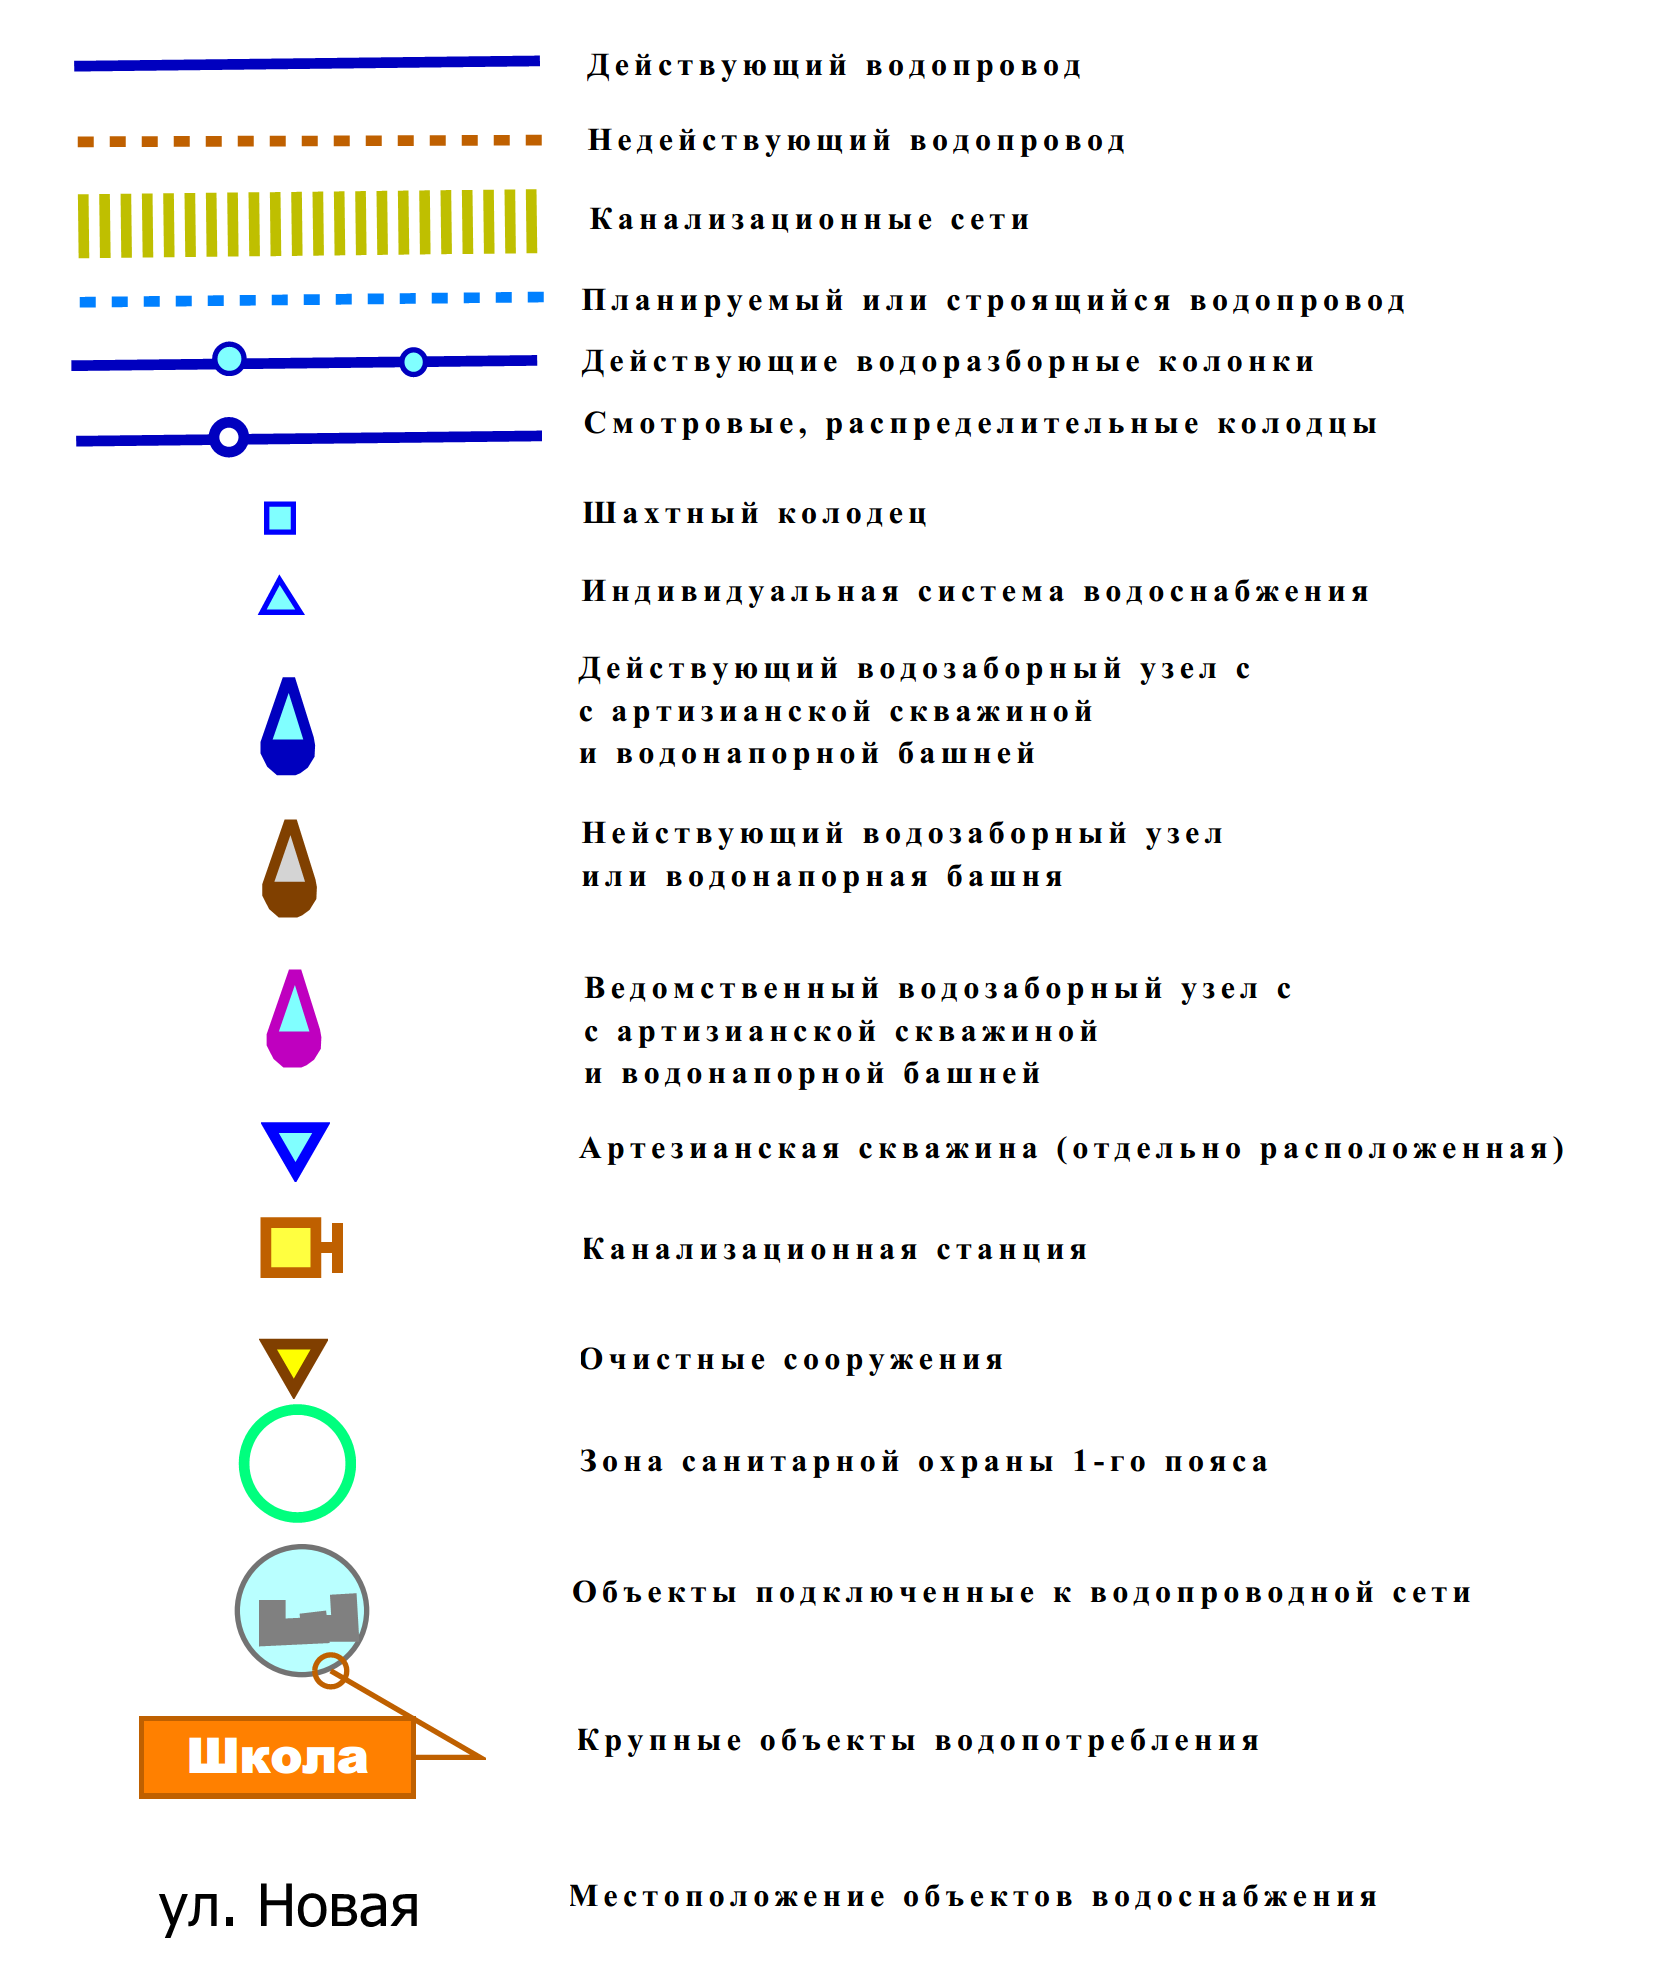 Действующий водопровод
Недействующий водопровод
Канализационные сети
Планируемый или строящийся водопровод
Действующие водоразборные колонки
Смотровые, распределительные колодцы
Шахтный колодец
Индивидуальная система водоснабжения
Действующий водозаборный узел с
с артизианской скважиной
и водонапорной башней
Нействующий водозаборный узел
или водонапорная башня
Ведомственный водозаборный узел с
с артизианской скважиной
и водонапорной башней
Артезианская скважина (отдельно расположенная)
Канализационная станция
Очистные сооружения
Зона санитарной охраны 1-го пояса
Объекты подключенные к водопроводной сети
Школа
Крупные объекты водопотребления
ул. Новая
Местоположение объектов водоснабжения